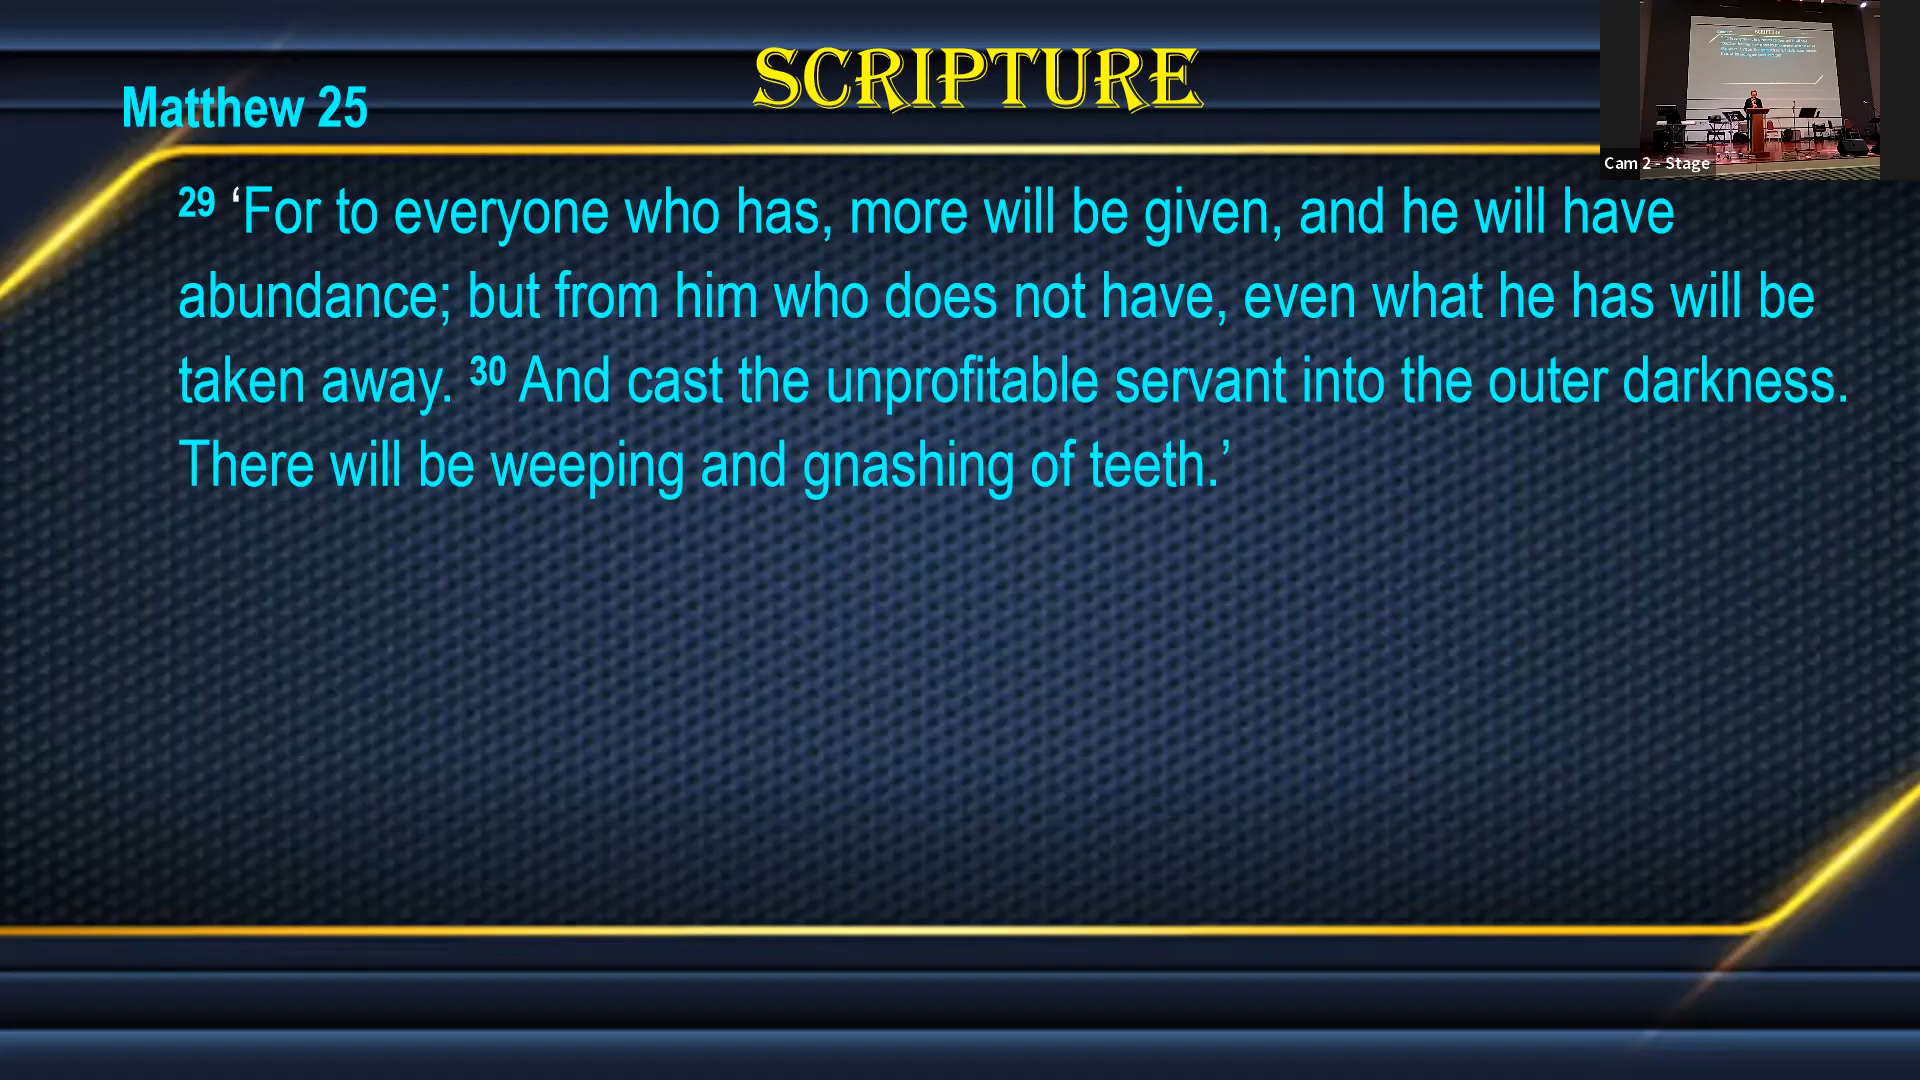 SCRIPTURE
Matthew 25
29 ‘For to everyone who has, more will be given, and he will have
abundance; but from him who does not have, even what he has will be
taken away. 30 And cast the unprofitable servant into the outer darkness.
There will be weeping and gnashing of teeth.’
Cam 2 - Stage